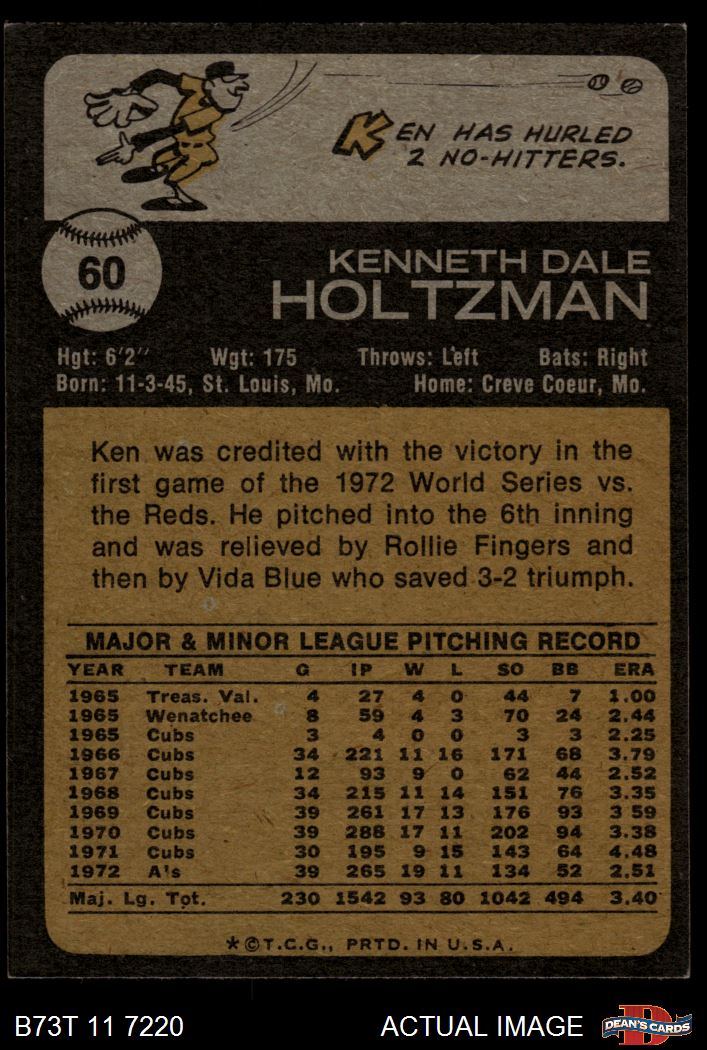 KEN HAS HURLED
2 NO-HITTERS.
60
KENNETH DALE
HOLTZMAN
Hgt: 6'2" Wgt: 175 Throws: Left Bats: Right
Born: 11-3-45, St. Louis, Mo. Home: Creve Coeur, Mo.
Ken was credited with the victory in the
first game of the 1972 World Series vs.
the Reds. He pitched into the 6th inning
and was relieved by Rollie Fingers and
then by Vida Blue who saved 3-2 triumph.
MAJOR & MINOR LEAGUE PITCHING RECORD
YEAR TEAM G IP W L SO BB ERA
1965 Treas. Val. 4 27 4 0 44 7 1.00
1965 Wenatchee 8 59 4 3 70 24 2.44
1965 Cubs 3 4 0 0 3 3 2.25
1966 Cubs 34 221 11 16 171 68 3.79
1967 Cubs 12 93 9 0 62 44 2.52
1968 Cubs 34 215 11 14 151 76 3.35
1969 Cubs 39 261 17 13 176 93 3 59
1970 Cubs 39 288 17 11 202 94 3.38
1971 Cubs 30 195 9 15 143 64 4.48
1972 A's 39 265 19 11 134 52 2.51
Maj. Lg. Tot. 230 1542 93 80 1042 494 3.40
*©T.C.G., PRTD. IN U.S.A.
B73T 11 7220 ACTUAL IMAGE D DEAN'S CARDS